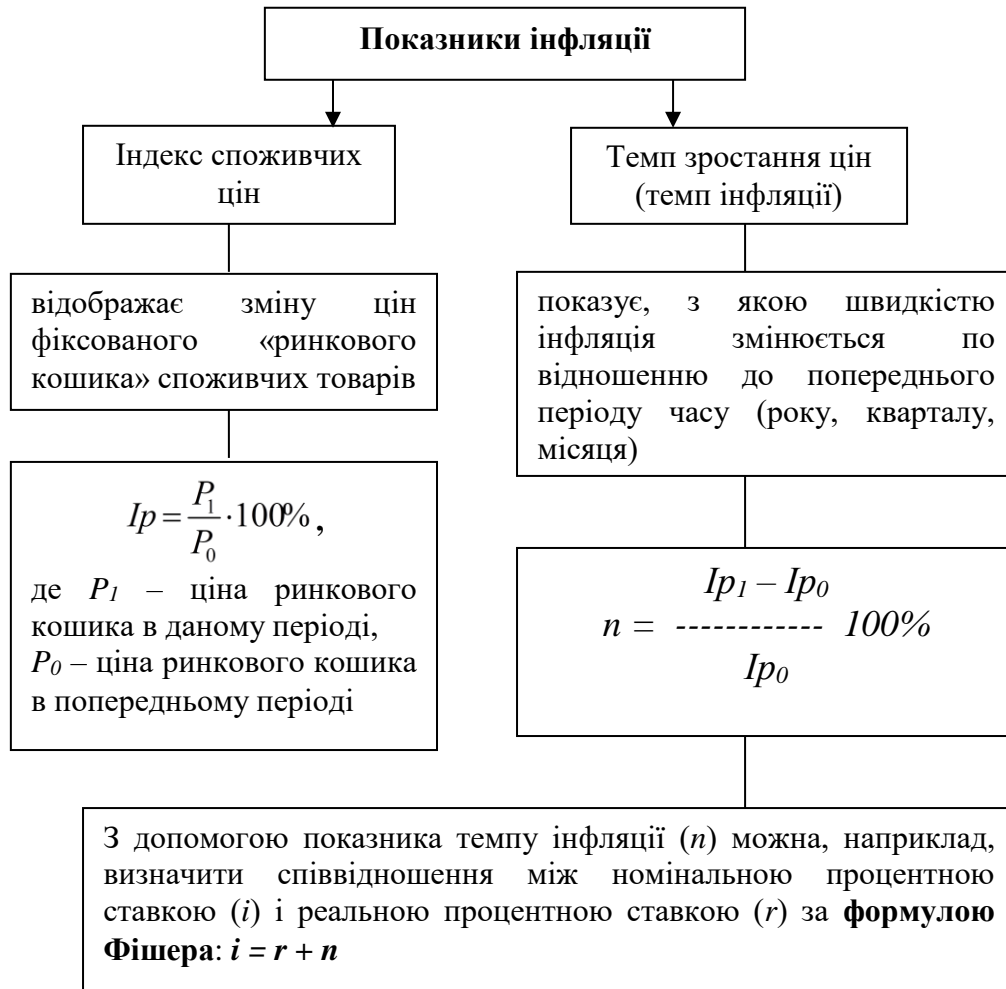 Показники інфляції
Індекс споживчих
цін
Темп зростання цін
(темп інфляції)
відображає зміну цін
фіксованого «ринкового
кошика» споживчих товарів
показує, з якою швидкістю
інфляція змінюється по
відношенню до попереднього
періоду часу (року, кварталу,
місяця)
Ip = P₁/P₀ · 100% ,
де P₁ – ціна ринкового
кошика в даному періоді,
P₀ – ціна ринкового кошика
в попередньому періоді
Ip₁ – Ip₀
n = ------------ 100%
Ip₀
З допомогою показника темпу інфляції (n) можна, наприклад,
визначити співвідношення між номінальною процентною
ставкою (i) і реальною процентною ставкою (r) за формулою
Фішера: i = r + n